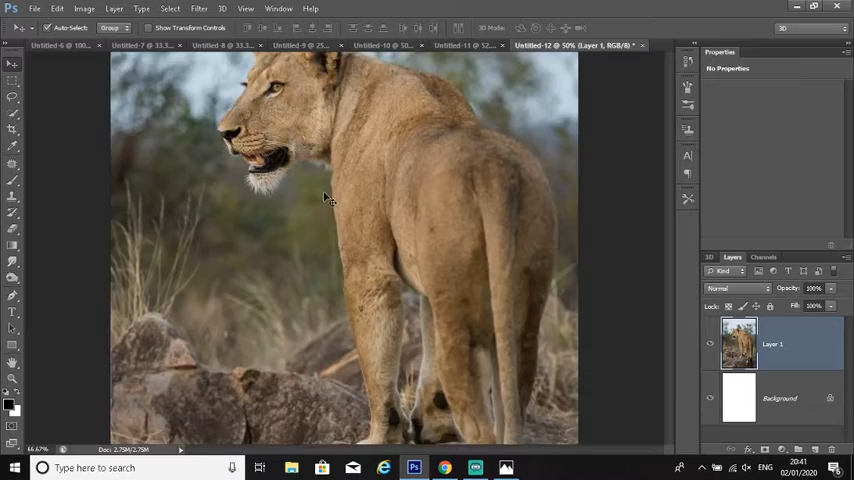 Ps File Edit Image Layer Type Select Filter 3D View Window Help
Auto-Select: Group Show Transform Controls 3D Mode: 3D
Untitled-6 @ 100... × Untitled-7 @ 33.3... × Untitled-8 @ 33.3... × Untitled-9 @ 25... × Untitled-10 @ 50... × Untitled-11 @ 52... × Untitled-12 @ 50% (Layer 1, RGB/8) * ×
Properties
No Properties
3D Layers Channels
Kind
Normal Opacity: 100%
Lock: Fill: 100%
Layer 1
Background
66.67% Doc: 2.75M/2.75M
Type here to search
ENG 20:41
02/01/2020